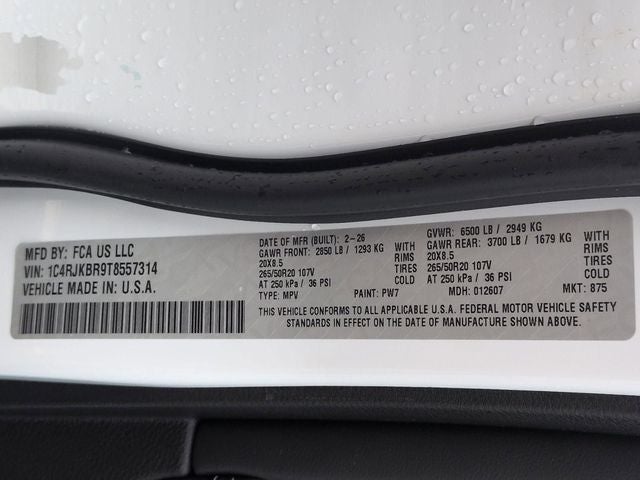 MFD BY: FCA US LLC
VIN: 1C4RJKBR9T8557314
VEHICLE MADE IN: U.S.A.
DATE OF MFR (BUILT): 2-26
GVWR: 6500 LB / 2949 KG
GAWR FRONT: 2850 LB / 1293 KG WITH
20X8.5 RIMS
265/50R20 107V TIRES
AT 250 kPa / 36 PSI COLD
GAWR REAR: 3700 LB / 1679 KG WITH
20X8.5 RIMS
265/50R20 107V TIRES
AT 250 kPa / 36 PSI COLD
TYPE: MPV PAINT: PW7 MDH: 012607 MKT: 875
THIS VEHICLE CONFORMS TO ALL APPLICABLE U.S.A. FEDERAL MOTOR VEHICLE SAFETY
STANDARDS IN EFFECT ON THE DATE OF MANUFACTURE SHOWN ABOVE.